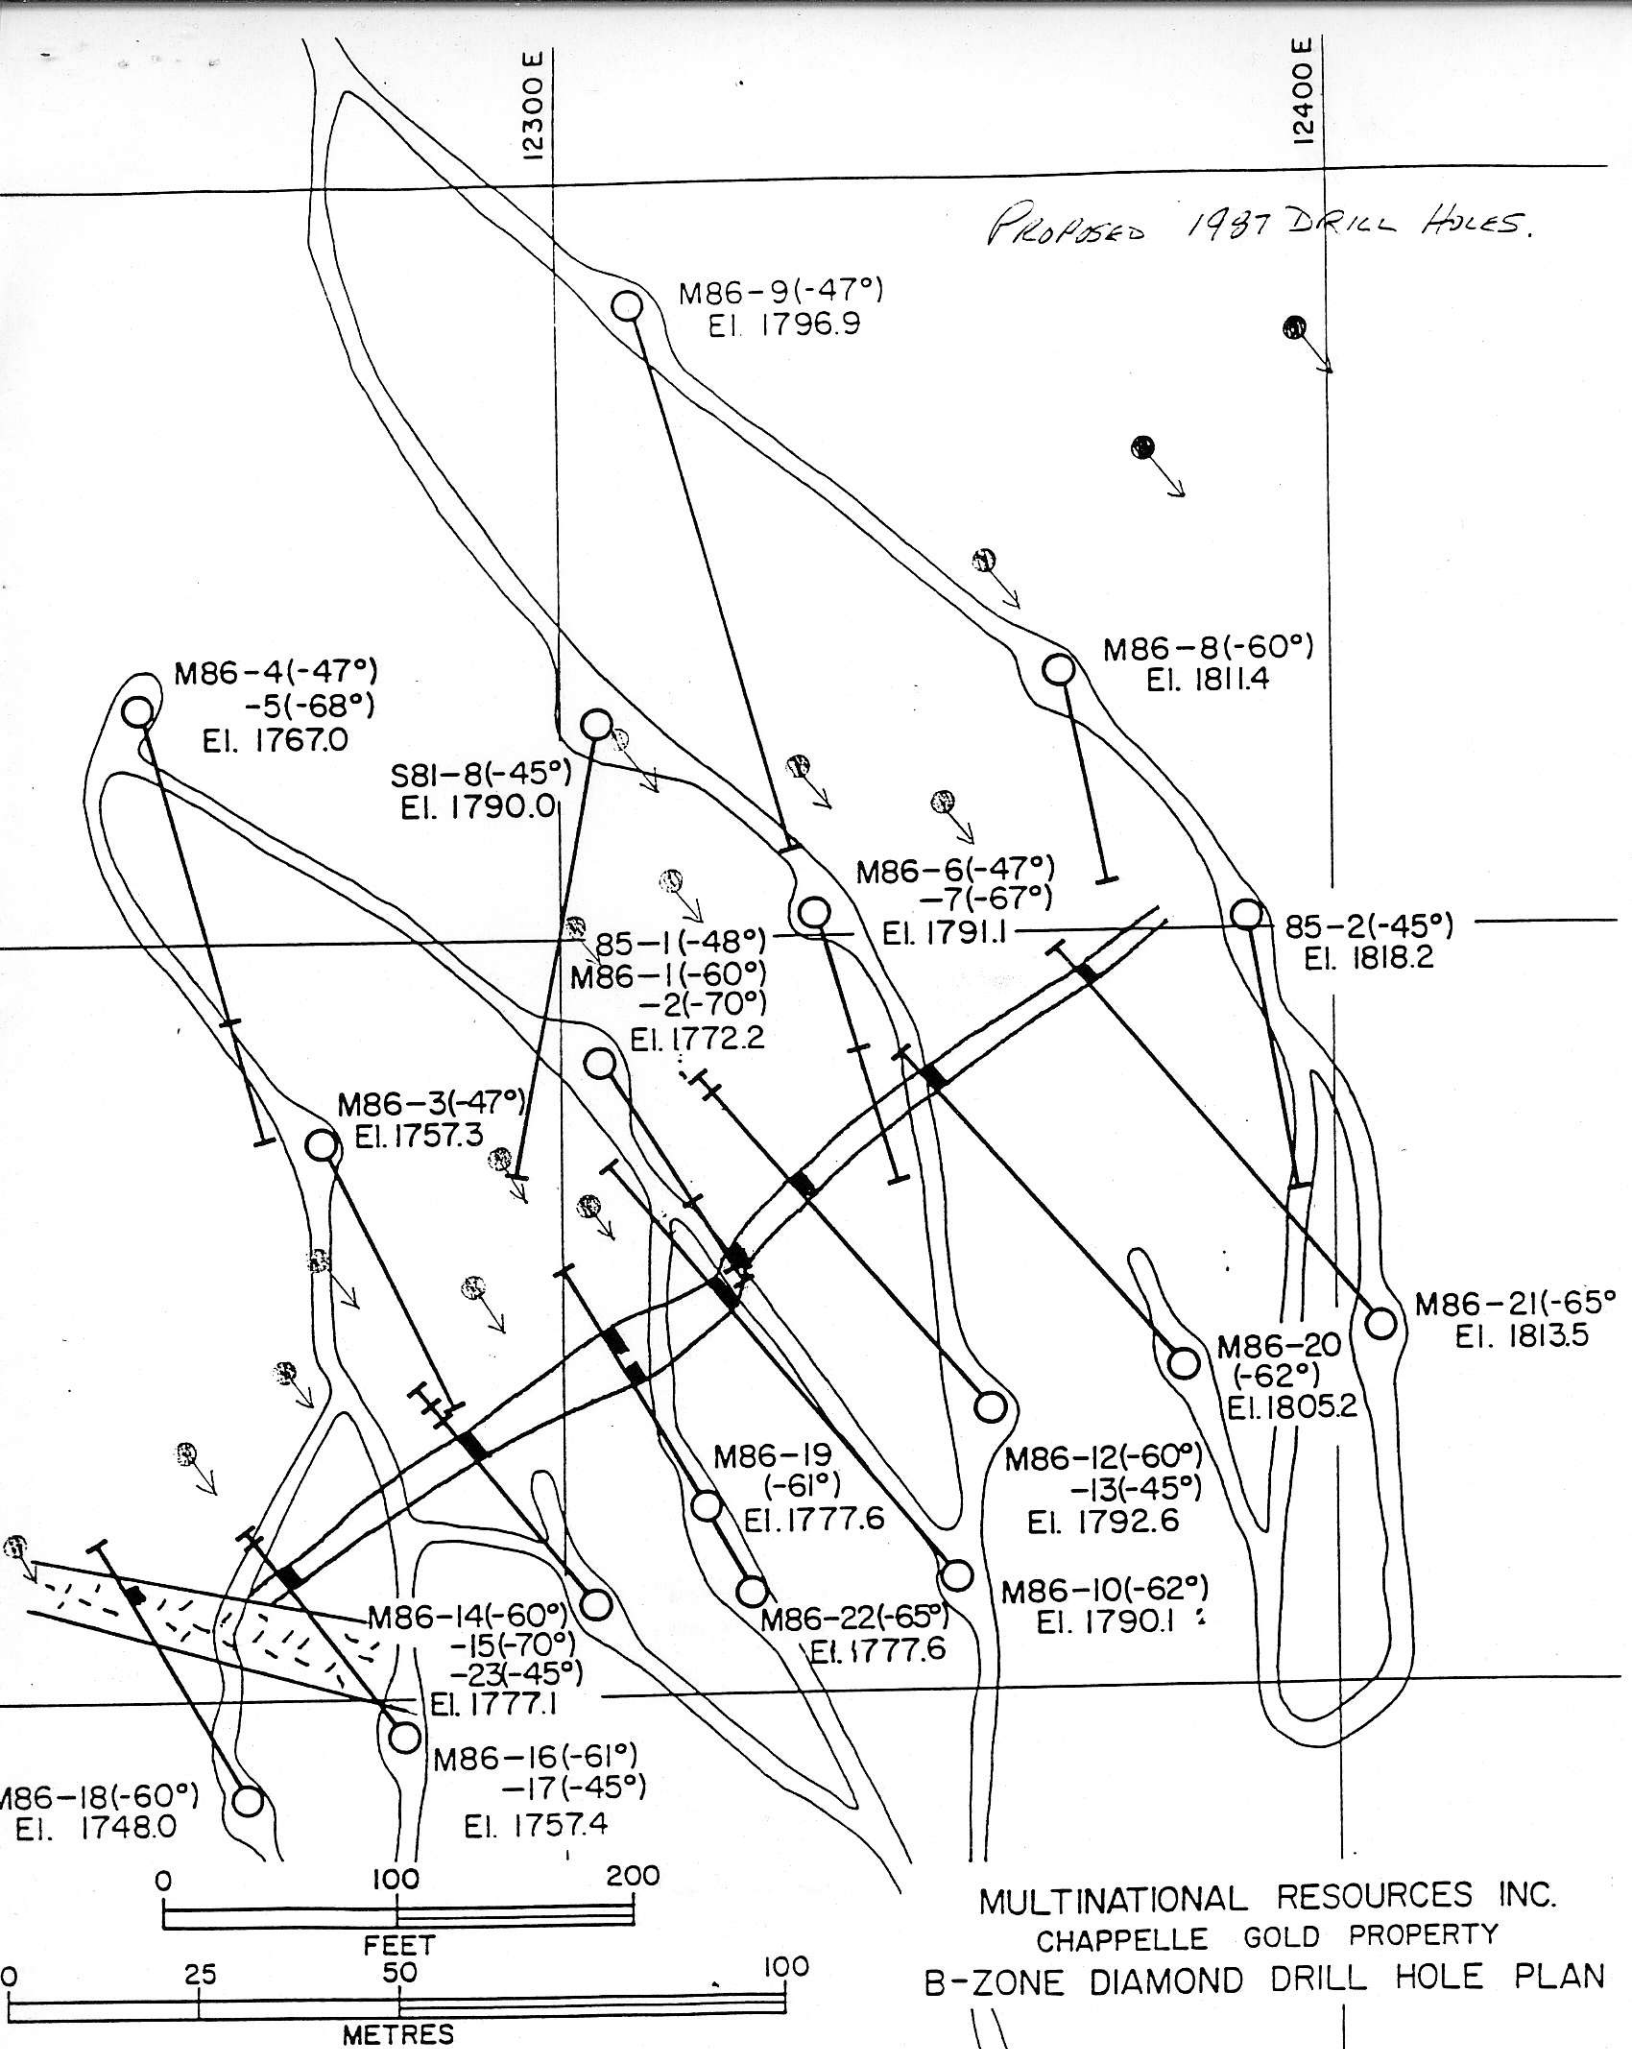 12300 E
12400 E
PROPOSED 1987 DRILL HOLES.
M86-9(-47°)
El. 1796.9
M86-8(-60°)
El. 1811.4
M86-4(-47°)
-5(-68°)
El. 1767.0
S81-8(-45°)
El. 1790.0
M86-6(-47°)
-7(-67°)
El. 1791.1
85-2(-45°)
El. 1818.2
85-1(-48°)
M86-1(-60°)
-2(-70°)
El. 1772.2
M86-3(-47°)
El. 1757.3
M86-21(-65°
El. 1813.5
M86-20
(-62°)
El. 1805.2
M86-19
(-61°)
El. 1777.6
M86-12(-60°)
-13(-45°)
El. 1792.6
M86-10(-62°)
El. 1790.1
M86-22(-65°)
El. 1777.6
M86-14(-60°)
-15(-70°)
-23(-45°)
El. 1777.1
M86-16(-61°)
-17(-45°)
El. 1757.4
M86-18(-60°)
El. 1748.0
0 100 200
FEET
0 25 50 100
METRES
MULTINATIONAL RESOURCES INC.
CHAPPELLE GOLD PROPERTY
B-ZONE DIAMOND DRILL HOLE PLAN